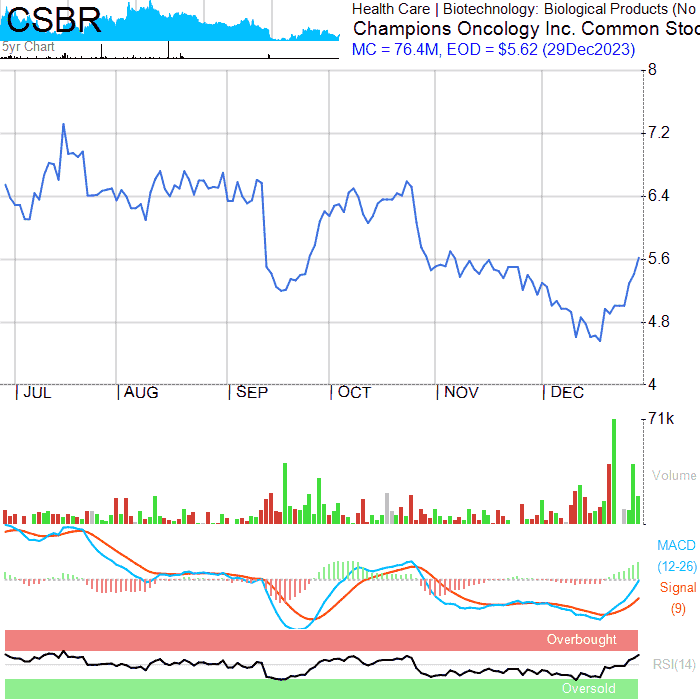 CSBR
5yr Chart
Health Care | Biotechnology: Biological Products (No
Champions Oncology Inc. Common Stoc
MC = 76.4M, EOD = $5.62 (29Dec2023)
8
7.2
6.4
5.6
4.8
4
| JUL | AUG | SEP | OCT | NOV | DEC
71k
Volume
MACD
(12-26)
Signal
(9)
Overbought
RSI(14)
Oversold